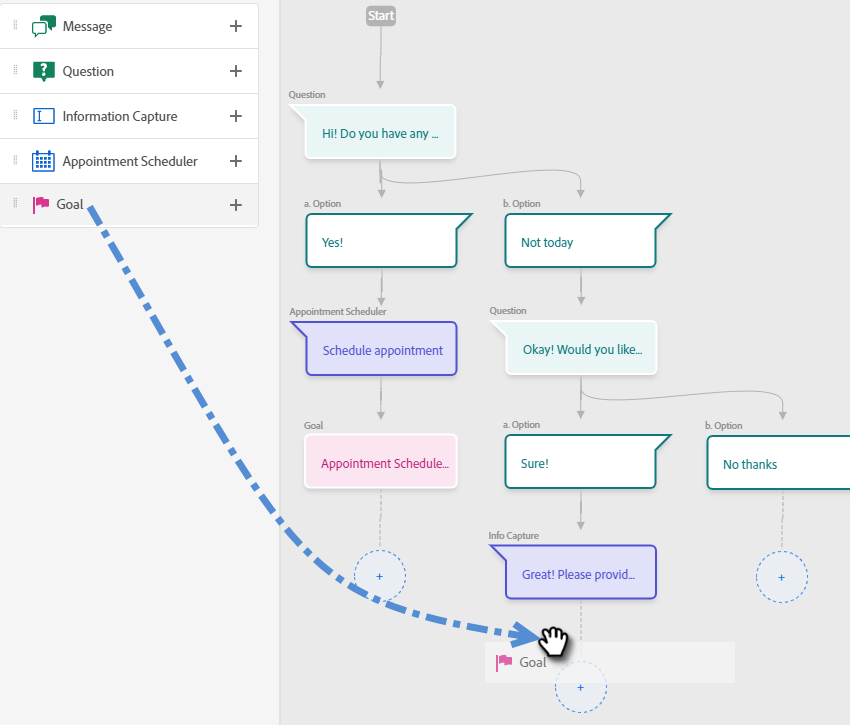 Message
Question
Information Capture
Appointment Scheduler
Goal
Start
Question
Hi! Do you have any ...
a. Option
b. Option
Yes!
Not today
Appointment Scheduler
Question
Schedule appointment
Okay! Would you like...
Goal
a. Option
b. Option
Appointment Schedule...
Sure!
No thanks
Info Capture
Great! Please provid...
Goal